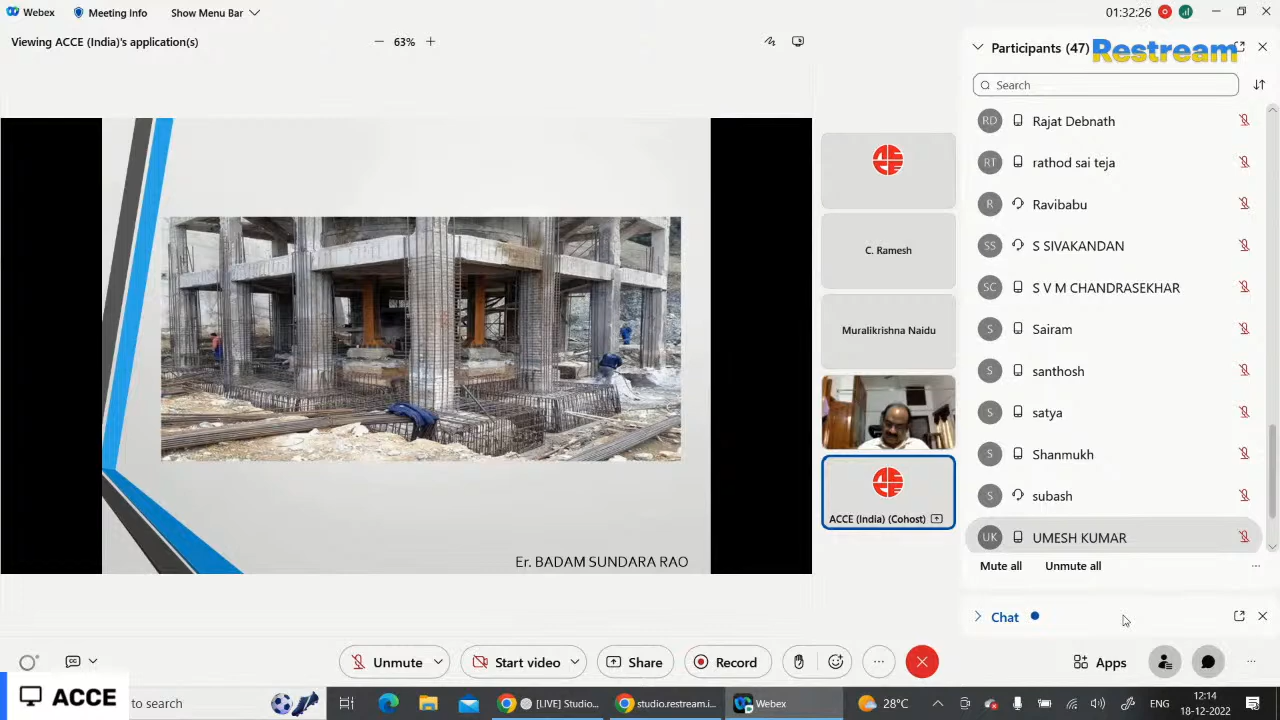 Webex
Meeting Info
Show Menu Bar
01:32:26
Viewing ACCE (India)'s application(s)
63%
Participants (47)
Restream
Search
RD Rajat Debnath
RT rathod sai teja
R Ravibabu
SS S SIVAKANDAN
SC S V M CHANDRASEKHAR
S Sairam
S santhosh
S satya
S Shanmukh
S subash
UK UMESH KUMAR
Mute all
Unmute all
C. Ramesh
Muralikrishna Naidu
ACCE (India) (Cohost)
Er. BADAM SUNDARA RAO
Chat
Unmute
Start video
Share
Record
Apps
ACCE
to search
[LIVE] Studio...
studio.restream.i...
Webex
28°C
ENG
12:14
18-12-2022